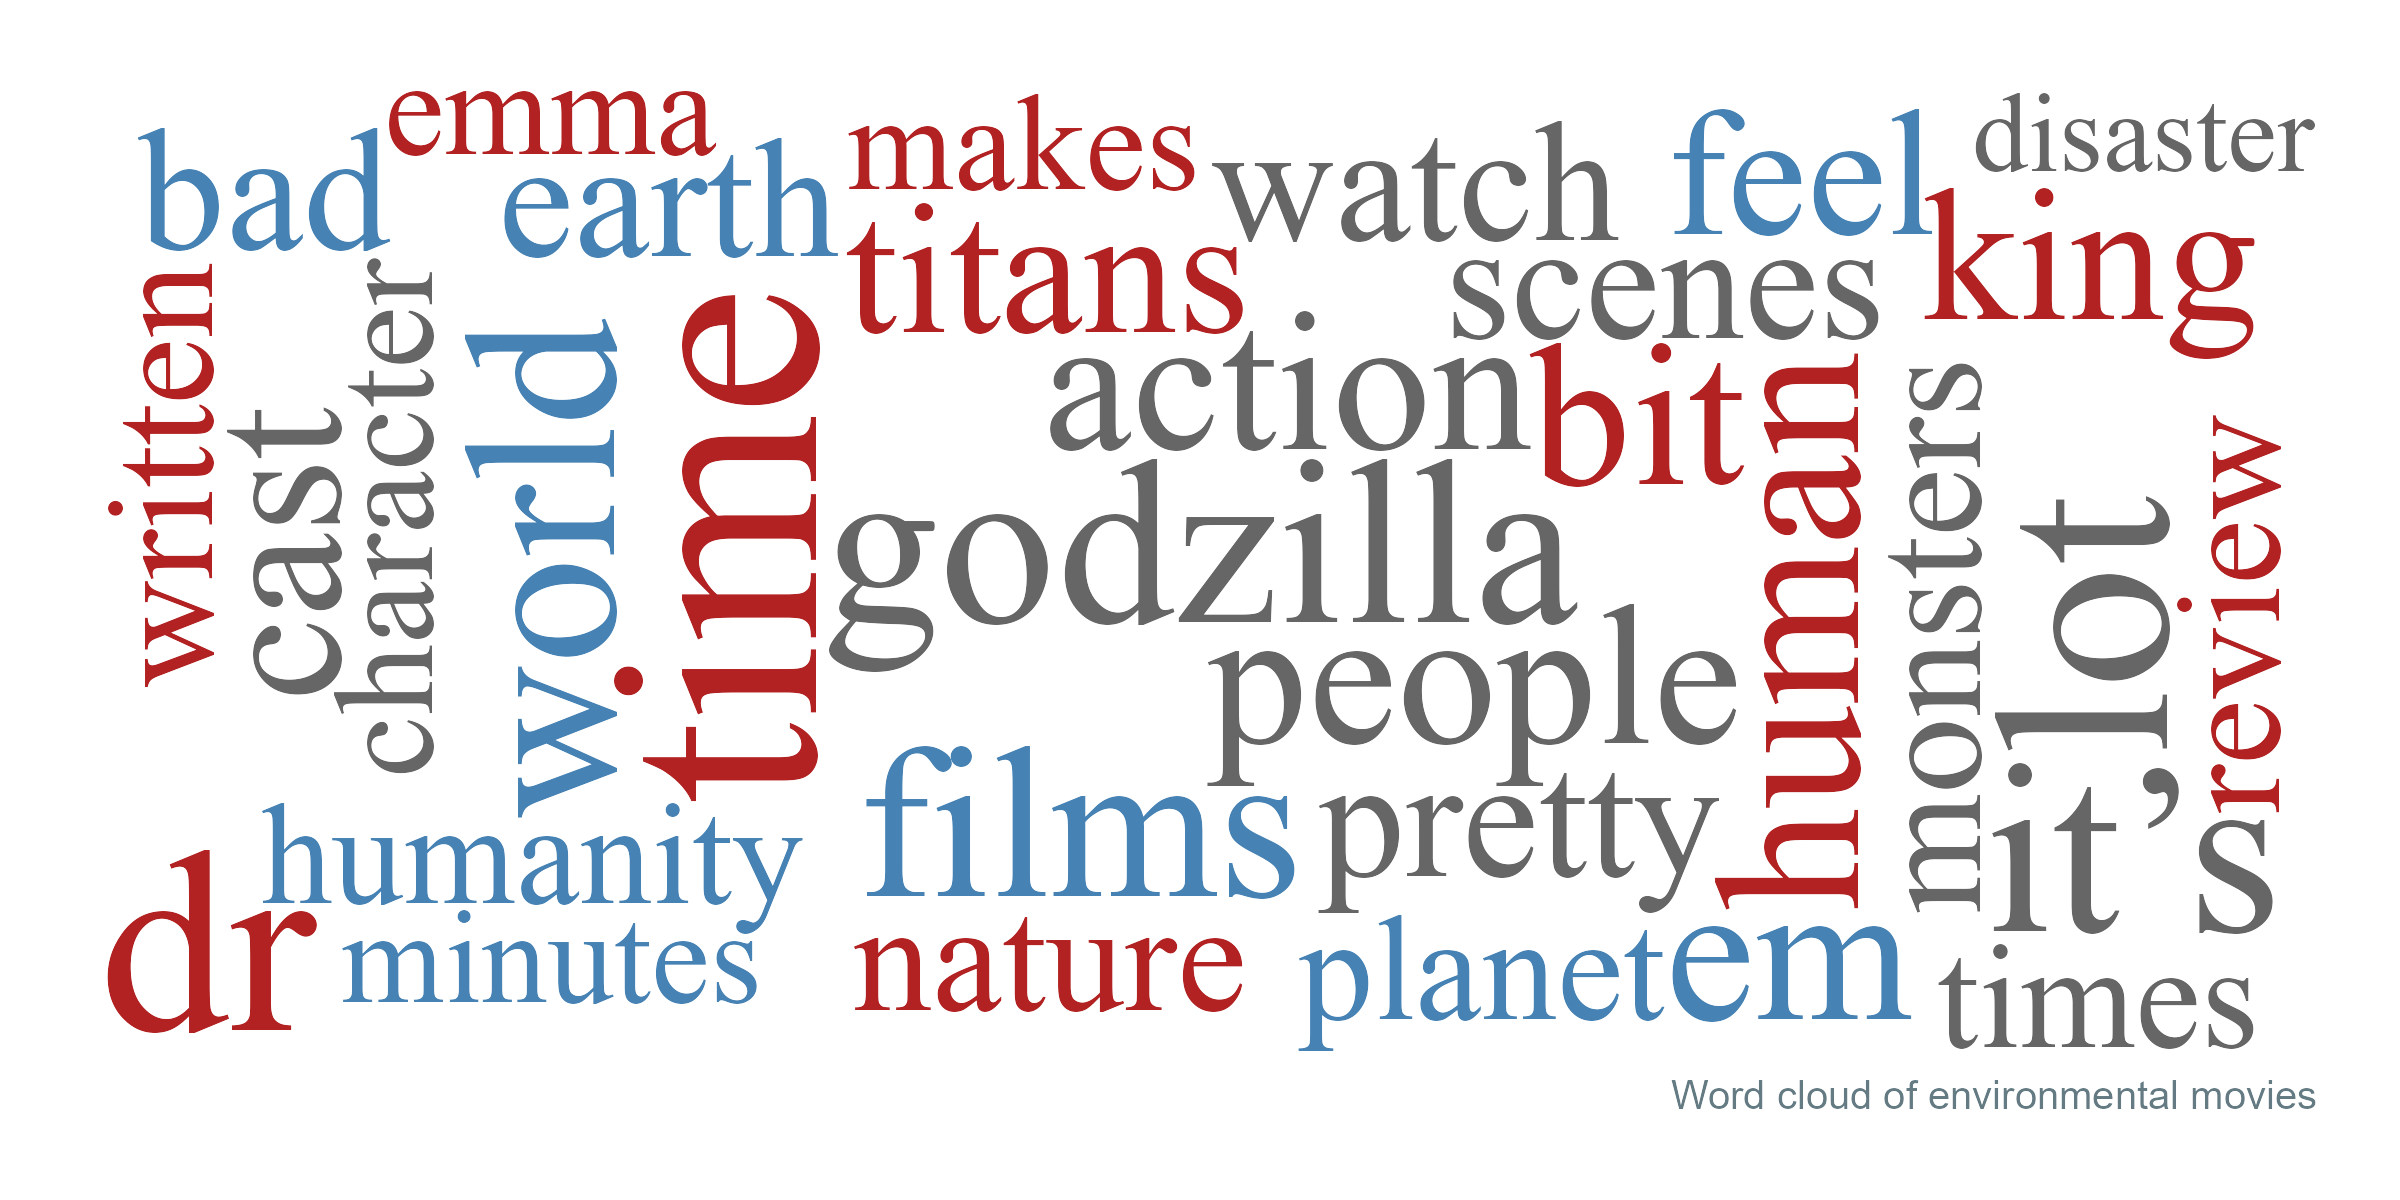 emma
bad
earth
makes
watch
feel
disaster
titans
king
scenes
written
cast
character
world
time
action
bit
human
monsters
lot
review
godzilla
people
films
pretty
it’s
humanity
dr
minutes
nature
planet
em
times
Word cloud of environmental movies